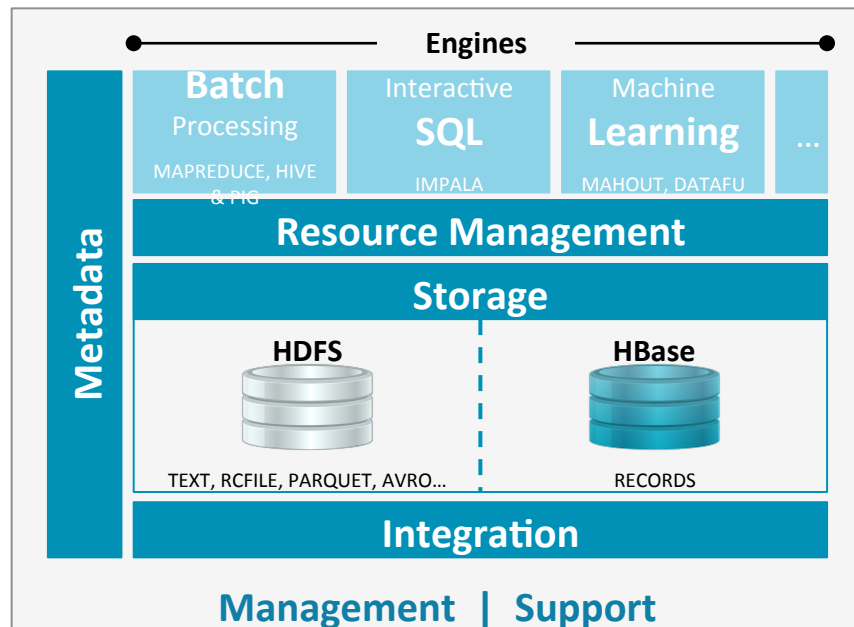 Engines
Batch
Processing
MAPREDUCE, HIVE
& PIG
Interactive
SQL
IMPALA
Machine
Learning
MAHOUT, DATAFU
...
Metadata
Resource Management
Storage
HDFS
TEXT, RCFILE, PARQUET, AVRO...
HBase
RECORDS
Integration
Management | Support